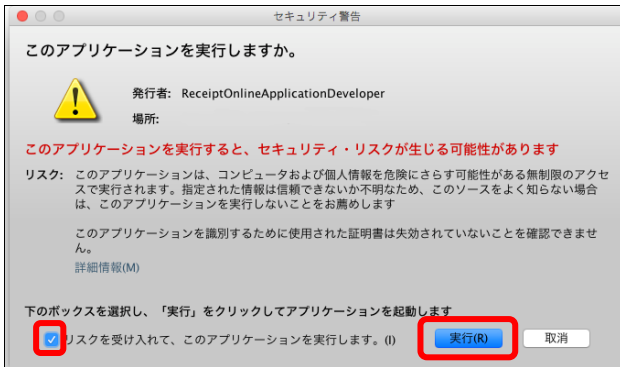 セキュリティ警告
このアプリケーションを実行しますか。
発行者: ReceiptOnlineApplicationDeveloper
場所:
このアプリケーションを実行すると、セキュリティ・リスクが生じる可能性があります
リスク: このアプリケーションは、コンピュータおよび個人情報を危険にさらす可能性がある無制限のアクセ
スで実行されます。指定された情報は信頼できないか不明なため、このソースをよく知らない場合
は、このアプリケーションを実行しないことをお薦めします
このアプリケーションを識別するために使用された証明書は失効されていないことを確認できませ
ん。
詳細情報(M)
下のボックスを選択し、「実行」をクリックしてアプリケーションを起動します
リスクを受け入れて、このアプリケーションを実行します。(I) 実行(R) 取消